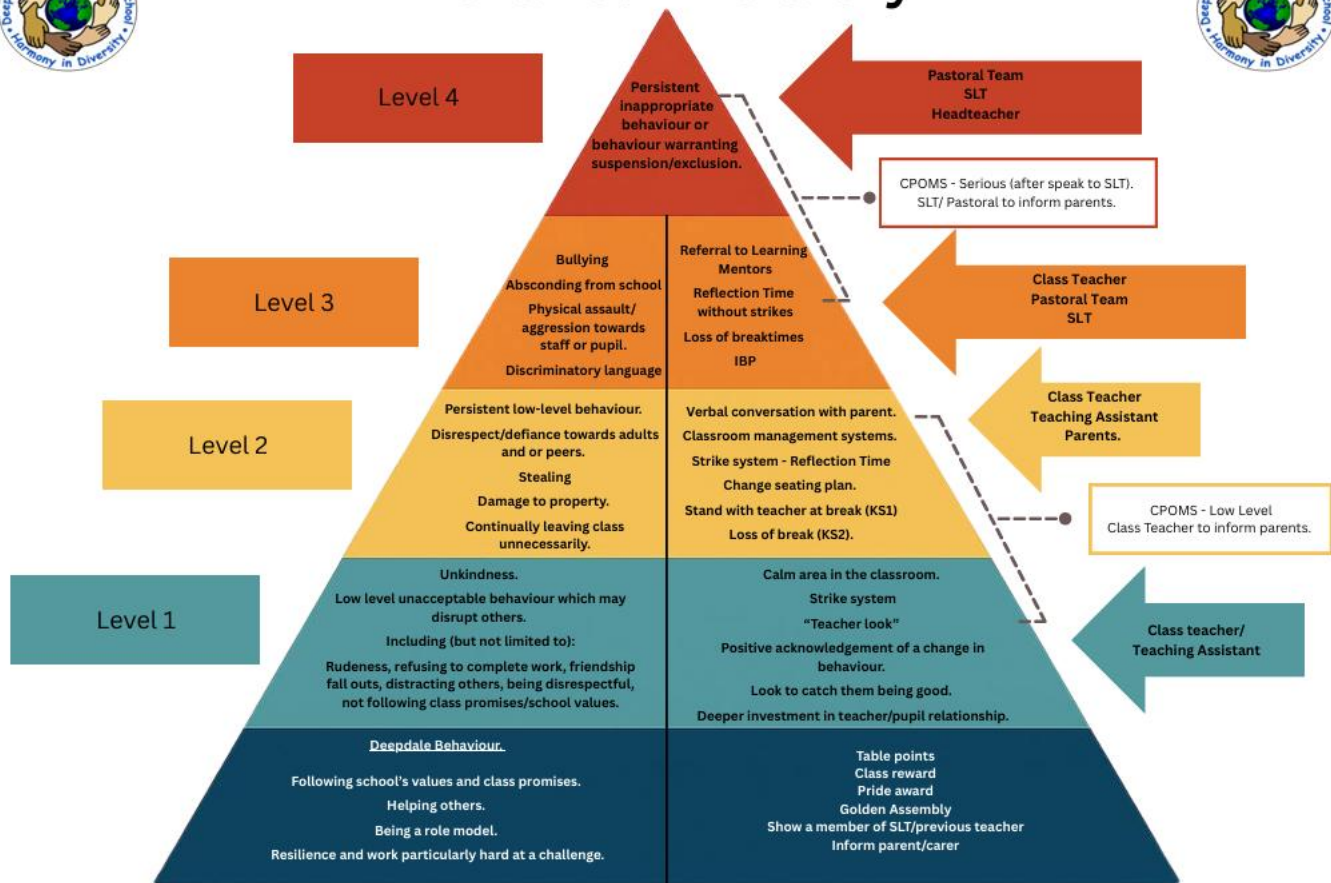 Harmony in Diversity
Harmony in Diversity
Level 4
Persistent
inappropriate
behaviour or
behaviour warranting
suspension/exclusion.
Pastoral Team
SLT
Headteacher
CPOMS - Serious (after speak to SLT).
SLT/ Pastoral to inform parents.
Level 3
Bullying
Absconding from school
Physical assault/
aggression towards
staff or pupil.
Discriminatory language
Referral to Learning
Mentors
Reflection Time
without strikes
Loss of breaktimes
IBP
Class Teacher
Pastoral Team
SLT
Level 2
Persistent low-level behaviour.
Disrespect/defiance towards adults
and or peers.
Stealing
Damage to property.
Continually leaving class
unnecessarily.
Verbal conversation with parent.
Classroom management systems.
Strike system - Reflection Time
Change seating plan.
Stand with teacher at break (KS1)
Loss of break (KS2).
Class Teacher
Teaching Assistant
Parents.
CPOMS - Low Level
Class Teacher to inform parents.
Level 1
Unkindness.
Low level unacceptable behaviour which may
disrupt others.
Including (but not limited to):
Rudeness, refusing to complete work, friendship
fall outs, distracting others, being disrespectful,
not following class promises/school values.
Calm area in the classroom.
Strike system
“Teacher look”
Positive acknowledgement of a change in
behaviour.
Look to catch them being good.
Deeper investment in teacher/pupil relationship.
Class teacher/
Teaching Assistant
Deepdale Behaviour.
Following school's values and class promises.
Helping others.
Being a role model.
Resilience and work particularly hard at a challenge.
Table points
Class reward
Pride award
Golden Assembly
Show a member of SLT/previous teacher
Inform parent/carer